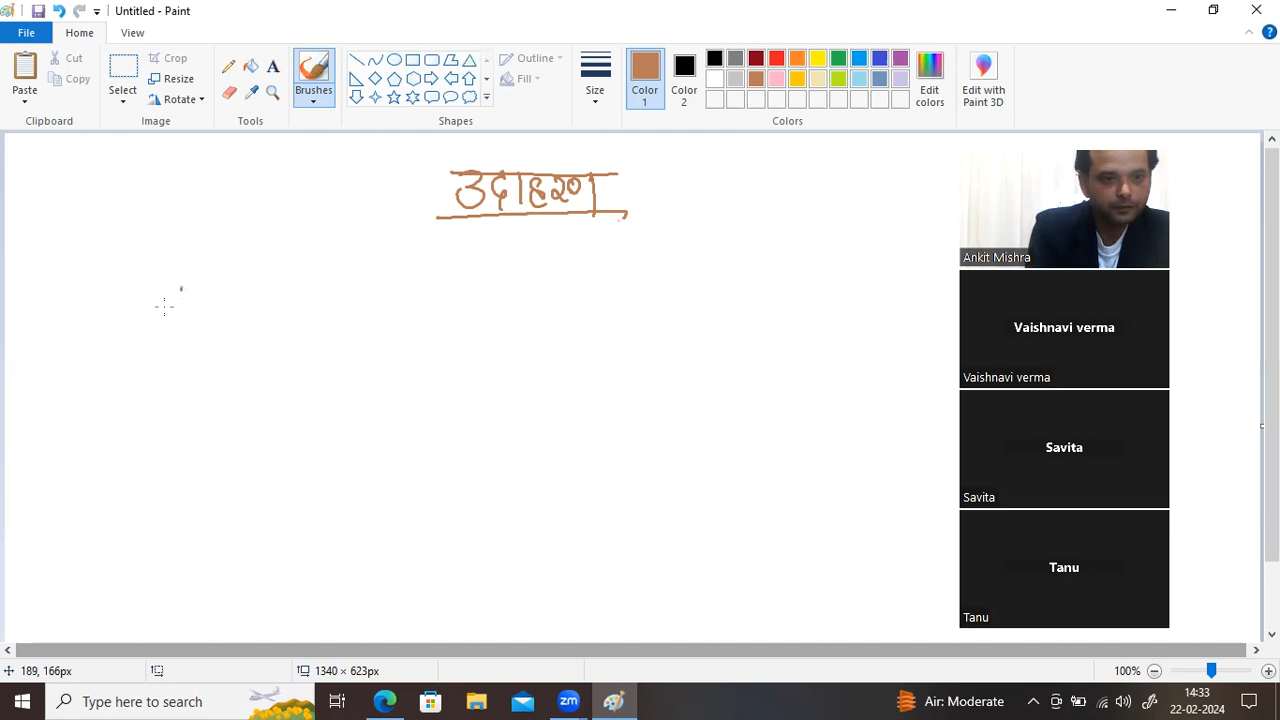 Untitled - Paint
File
Home
View
Paste
Cut
Copy
Clipboard
Select
Crop
Resize
Rotate
Image
A
Tools
Brushes
Outline
Fill
Shapes
Size
Color 1
Color 2
Edit colors
Colors
Edit with Paint 3D
उदाहरण
Ankit Mishra
Vaishnavi verma
Vaishnavi verma
Savita
Savita
Tanu
Tanu
189, 166px
1340 × 623px
100%
Type here to search
zm
Air: Moderate
14:33
22-02-2024